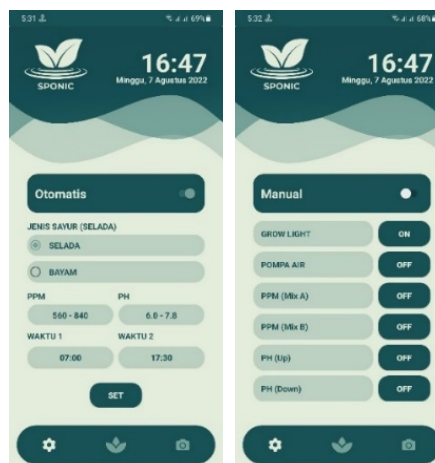 5:31
69%
SPONIC
16:47
Minggu, 7 Agustus 2022
Otomatis
JENIS SAYUR (SELADA)
SELADA
BAYAM
PPM PH
560 - 840 6.0 - 7.8
WAKTU 1 WAKTU 2
07:00 17:30
SET
5:32
68%
SPONIC
16:47
Minggu, 7 Agustus 2022
Manual
GROW LIGHT ON
POMPA AIR OFF
PPM (Mix A) OFF
PPM (Mix B) OFF
PH (Up) OFF
PH (Down) OFF